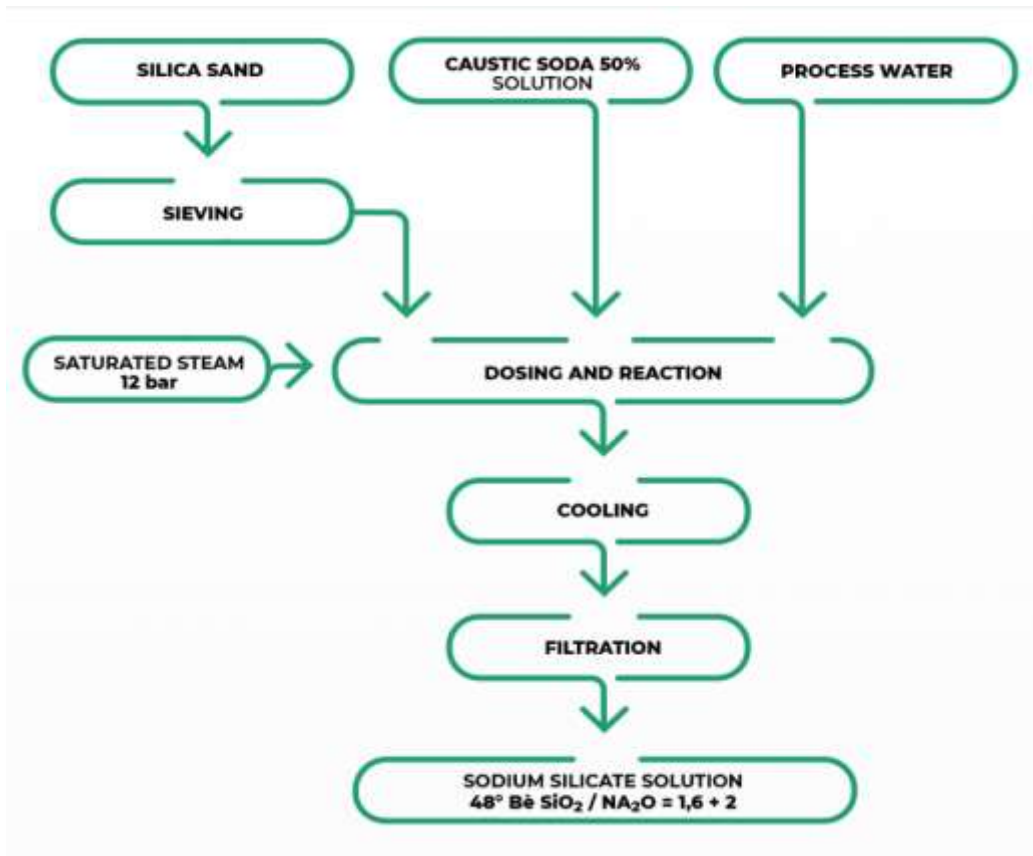 SILICA SAND
CAUSTIC SODA 50%
SOLUTION
PROCESS WATER
SIEVING
SATURATED STEAM
12 bar
DOSING AND REACTION
COOLING
FILTRATION
SODIUM SILICATE SOLUTION
48° Bè SiO₂ / NA₂O = 1,6 + 2